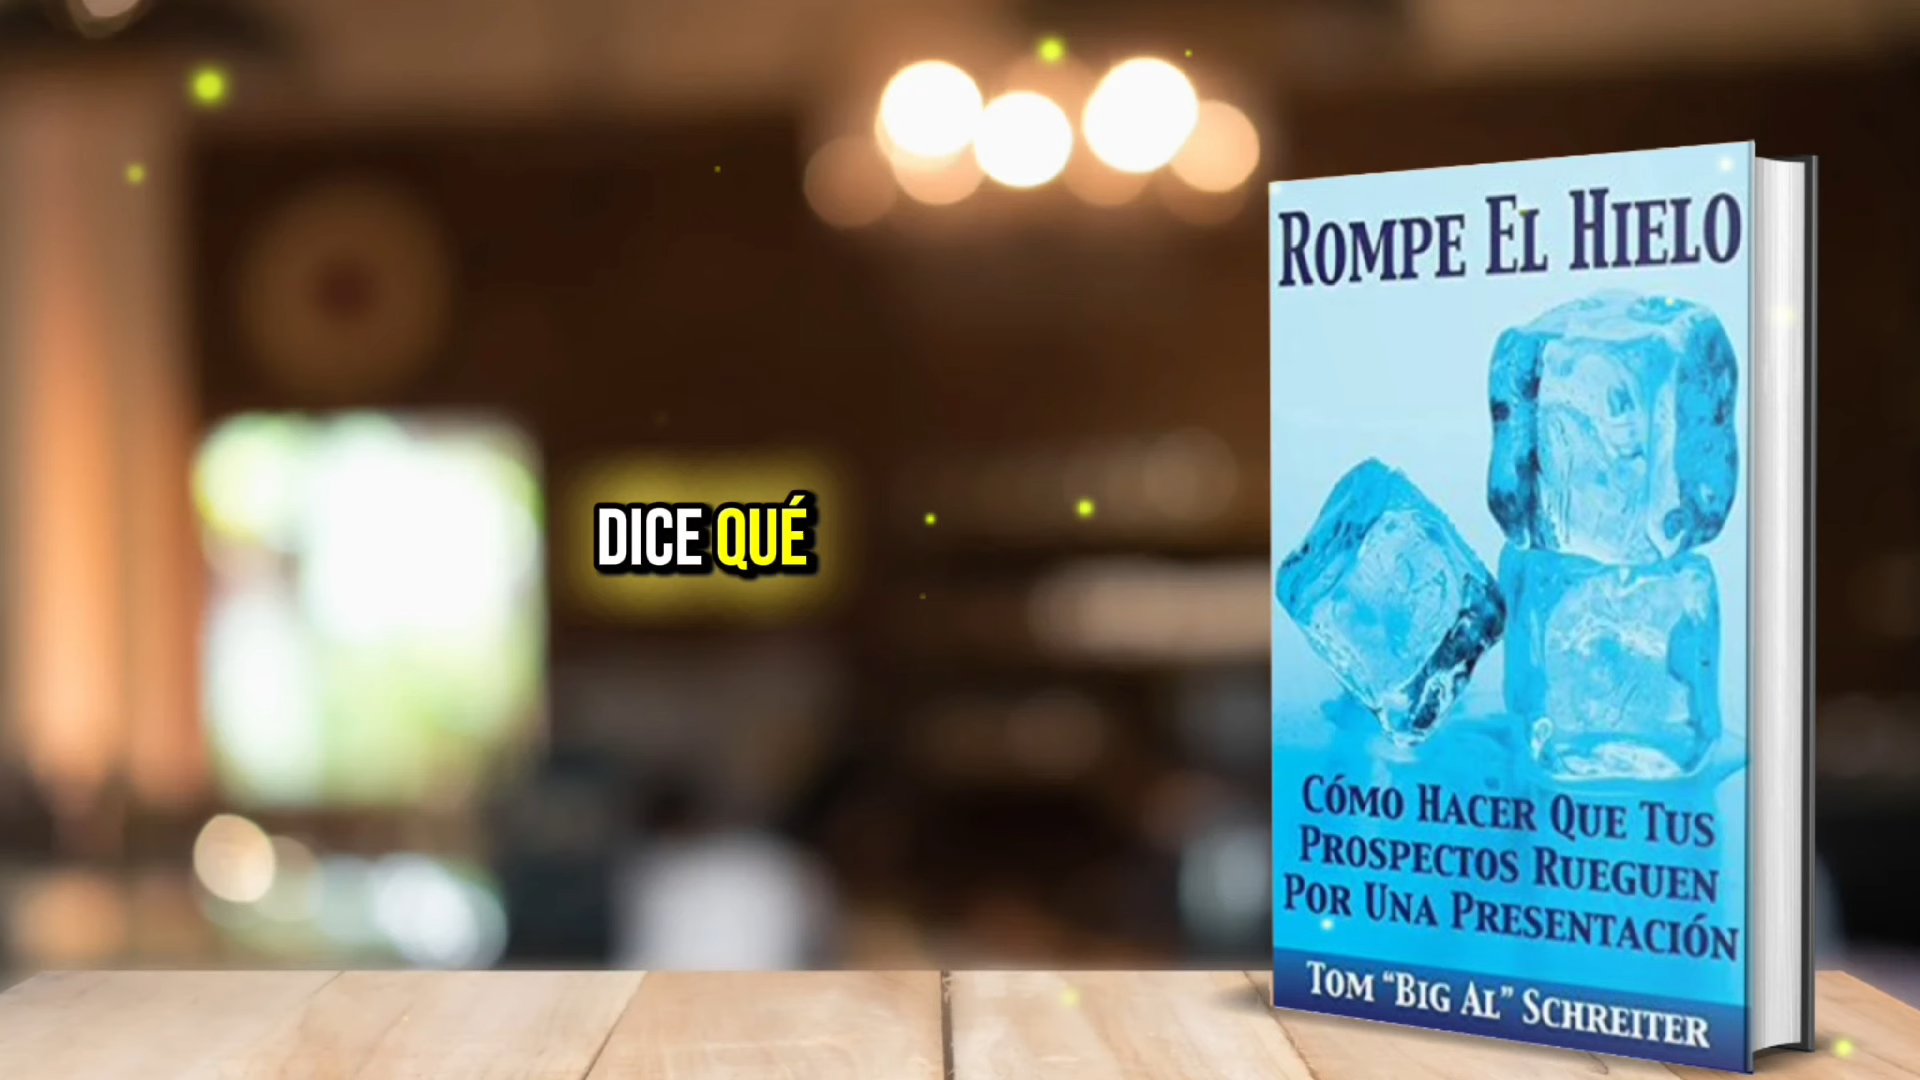 DICE QUÉ
ROMPE EL HIELO
CÓMO HACER QUE TUS
PROSPECTOS RUEGUEN
POR UNA PRESENTACIÓN
TOM “BIG AL” SCHREITER